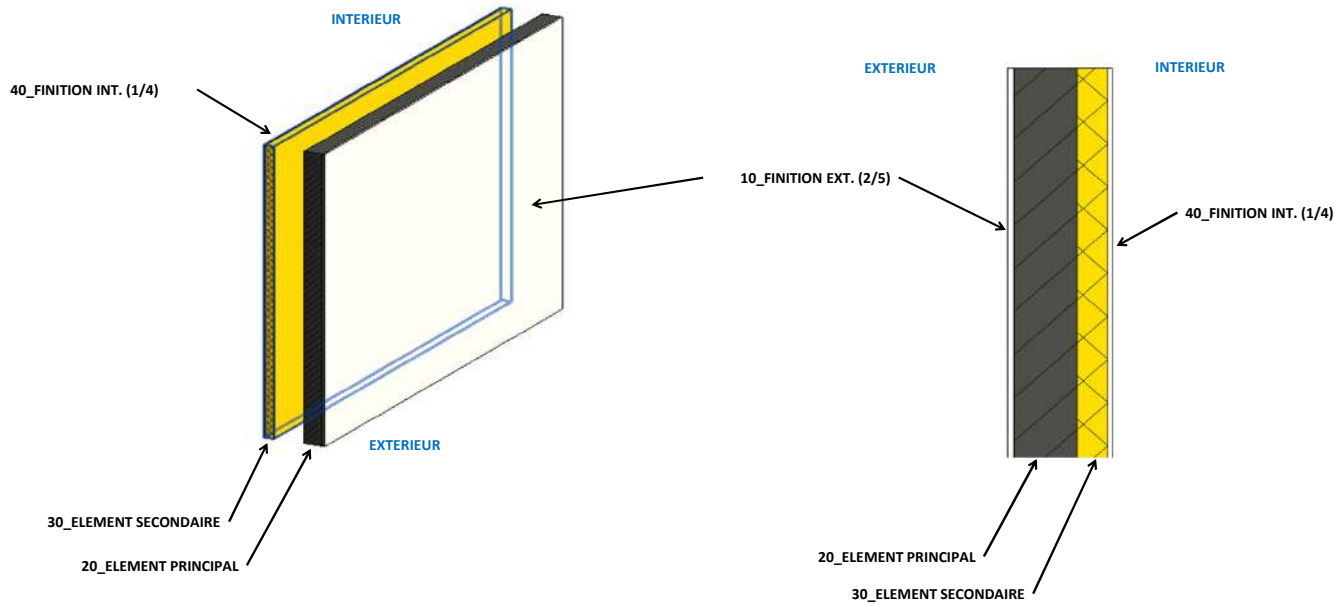 INTERIEUR
40_FINITION INT. (1/4)
EXTERIEUR
30_ELEMENT SECONDAIRE
20_ELEMENT PRINCIPAL
10_FINITION EXT. (2/5)
EXTERIEUR
INTERIEUR
40_FINITION INT. (1/4)
20_ELEMENT PRINCIPAL
30_ELEMENT SECONDAIRE